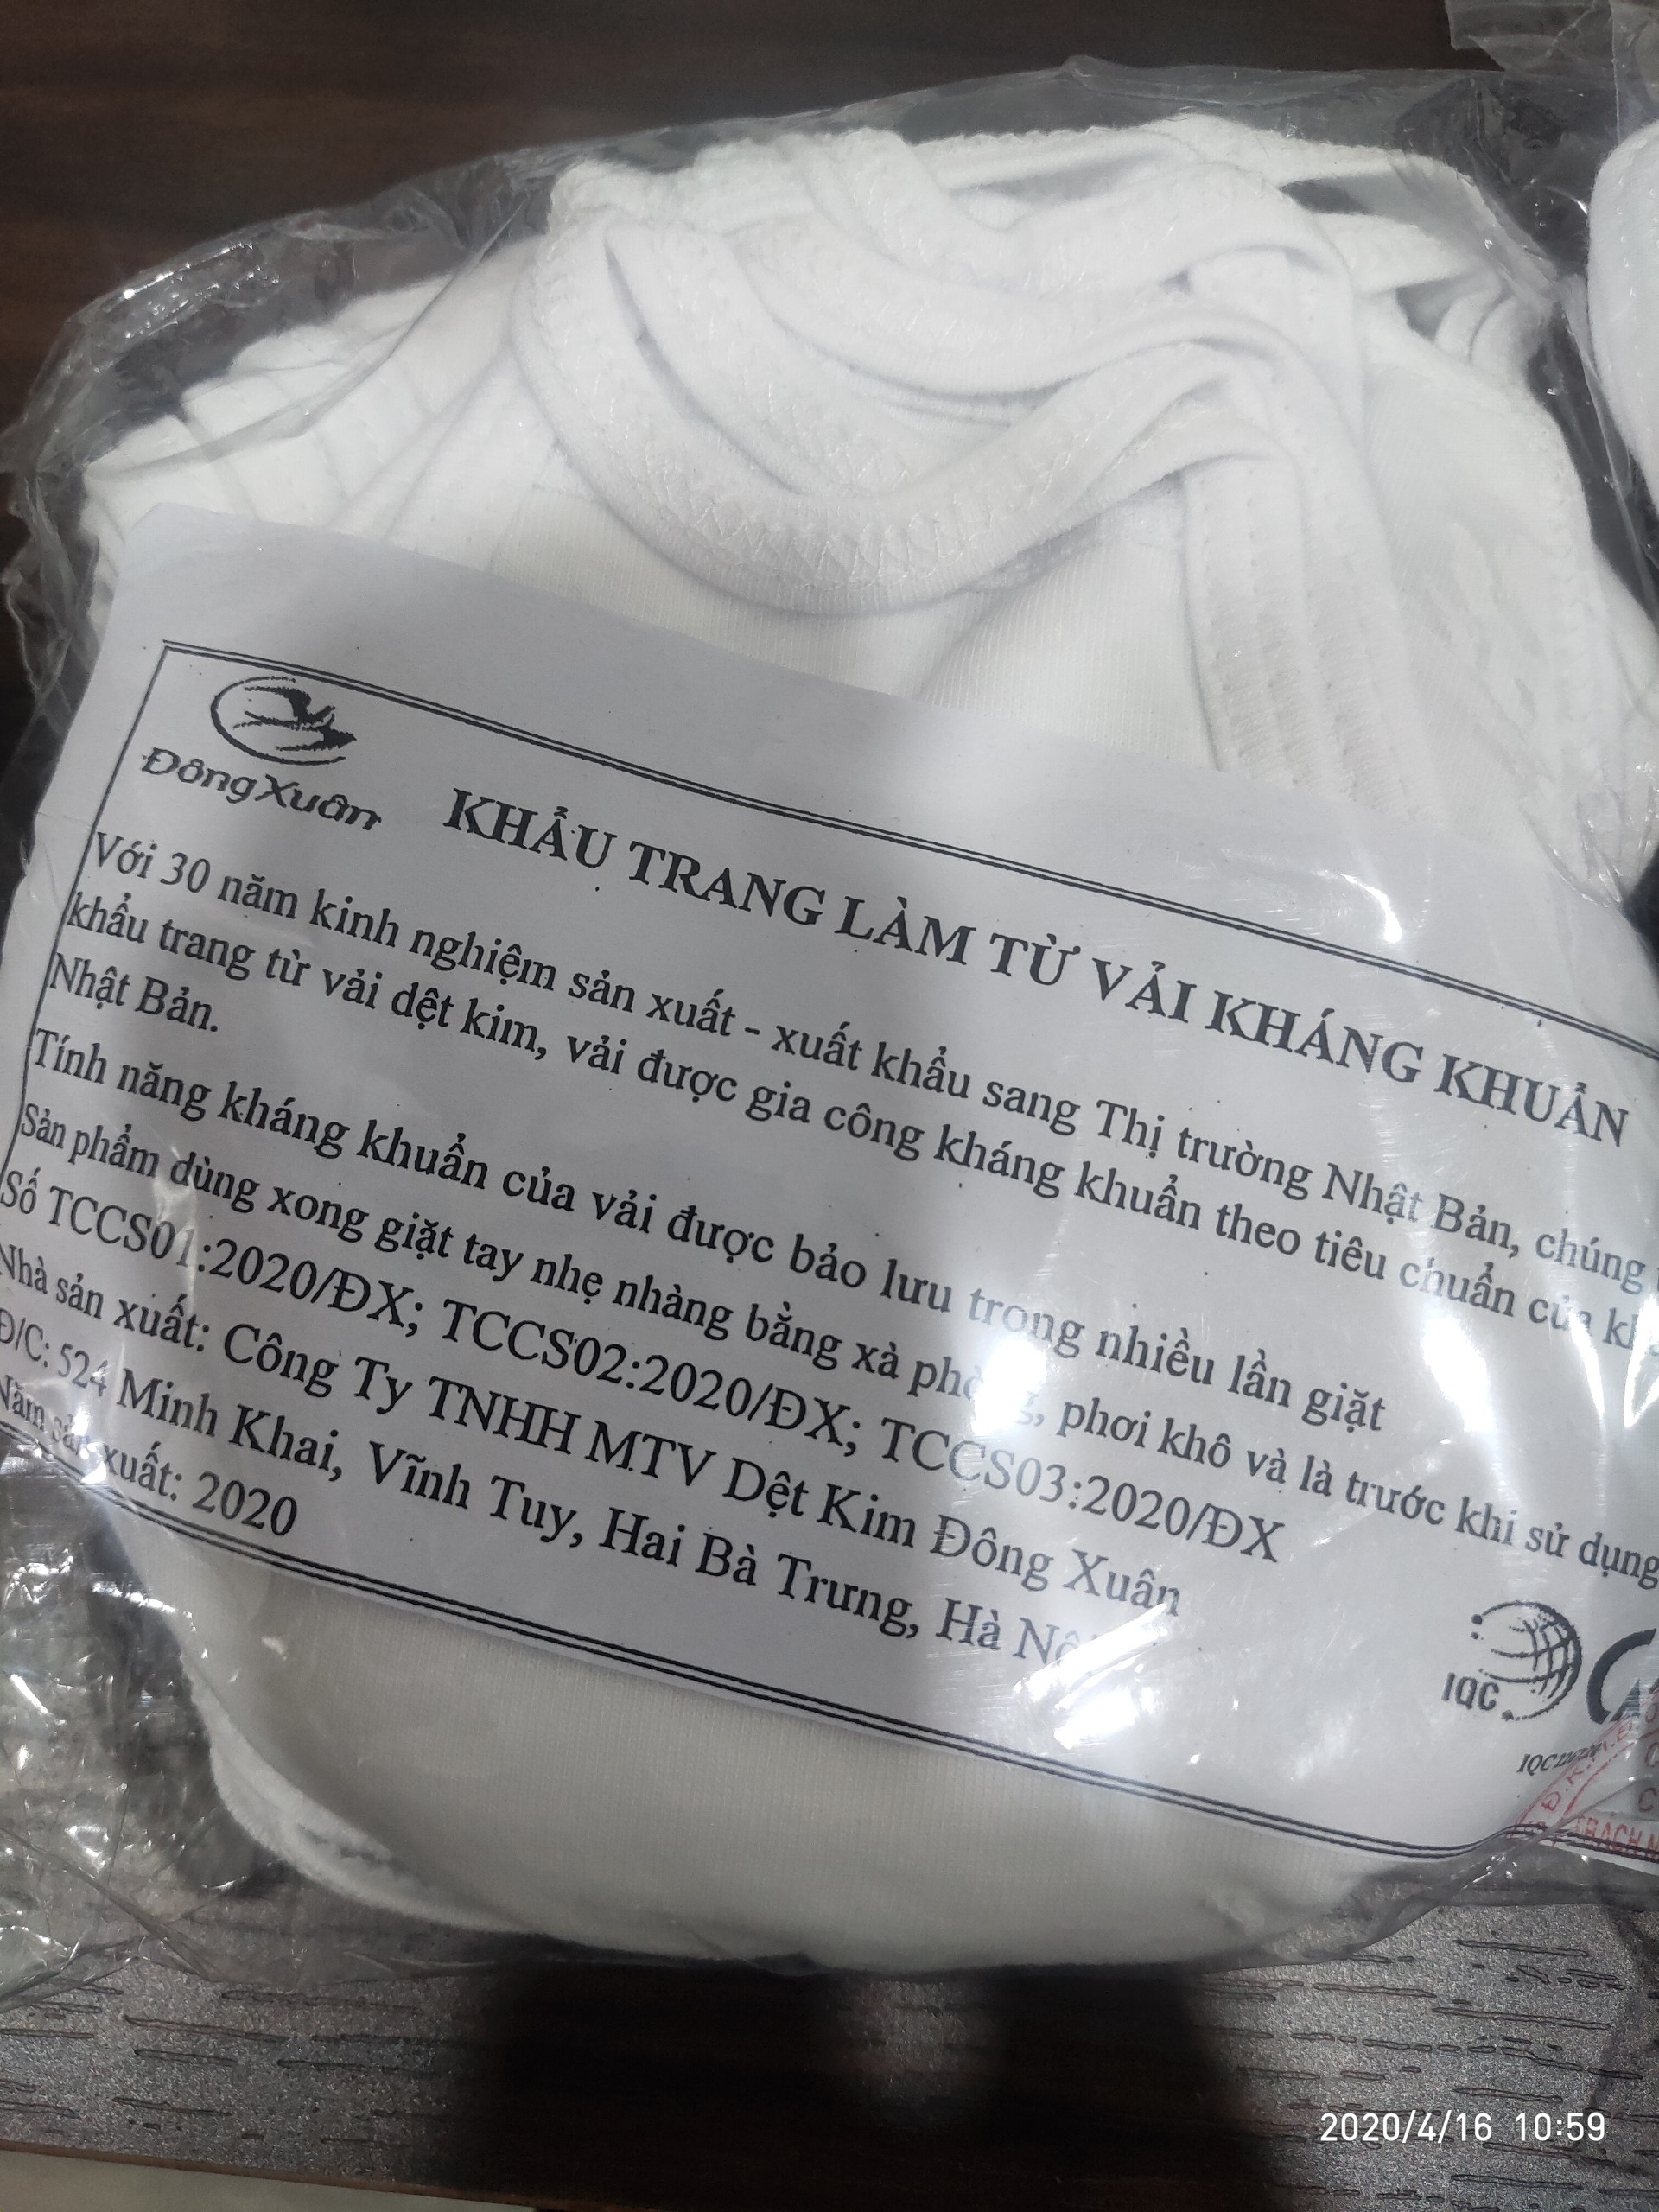 ĐôngXuân
KHẨU TRANG LÀM TỪ VẢI KHÁNG KHUẨN
Với 30 năm kinh nghiệm sản xuất - xuất khẩu sang Thị trường Nhật Bản, chúng
khẩu trang từ vải dệt kim, vải được gia công kháng khuẩn theo tiêu chuẩn của
Nhật Bản.
Tính năng kháng khuẩn của vải được bảo lưu trong nhiều lần giặt
Sản phẩm dùng xong giặt tay nhẹ nhàng bằng xà phòng, phơi khô và là trước khi sử dụng
Số TCCS01:2020/ĐX; TCCS02:2020/ĐX; TCCS03:2020/ĐX
Nhà sản xuất: Công Ty TNHH MTV Dệt Kim Đông Xuân
Đ/C: 524 Minh Khai, Vĩnh Tuy, Hai Bà Trưng, Hà Nội
Năm sản xuất: 2020
IQC
2020/4/16 10:59